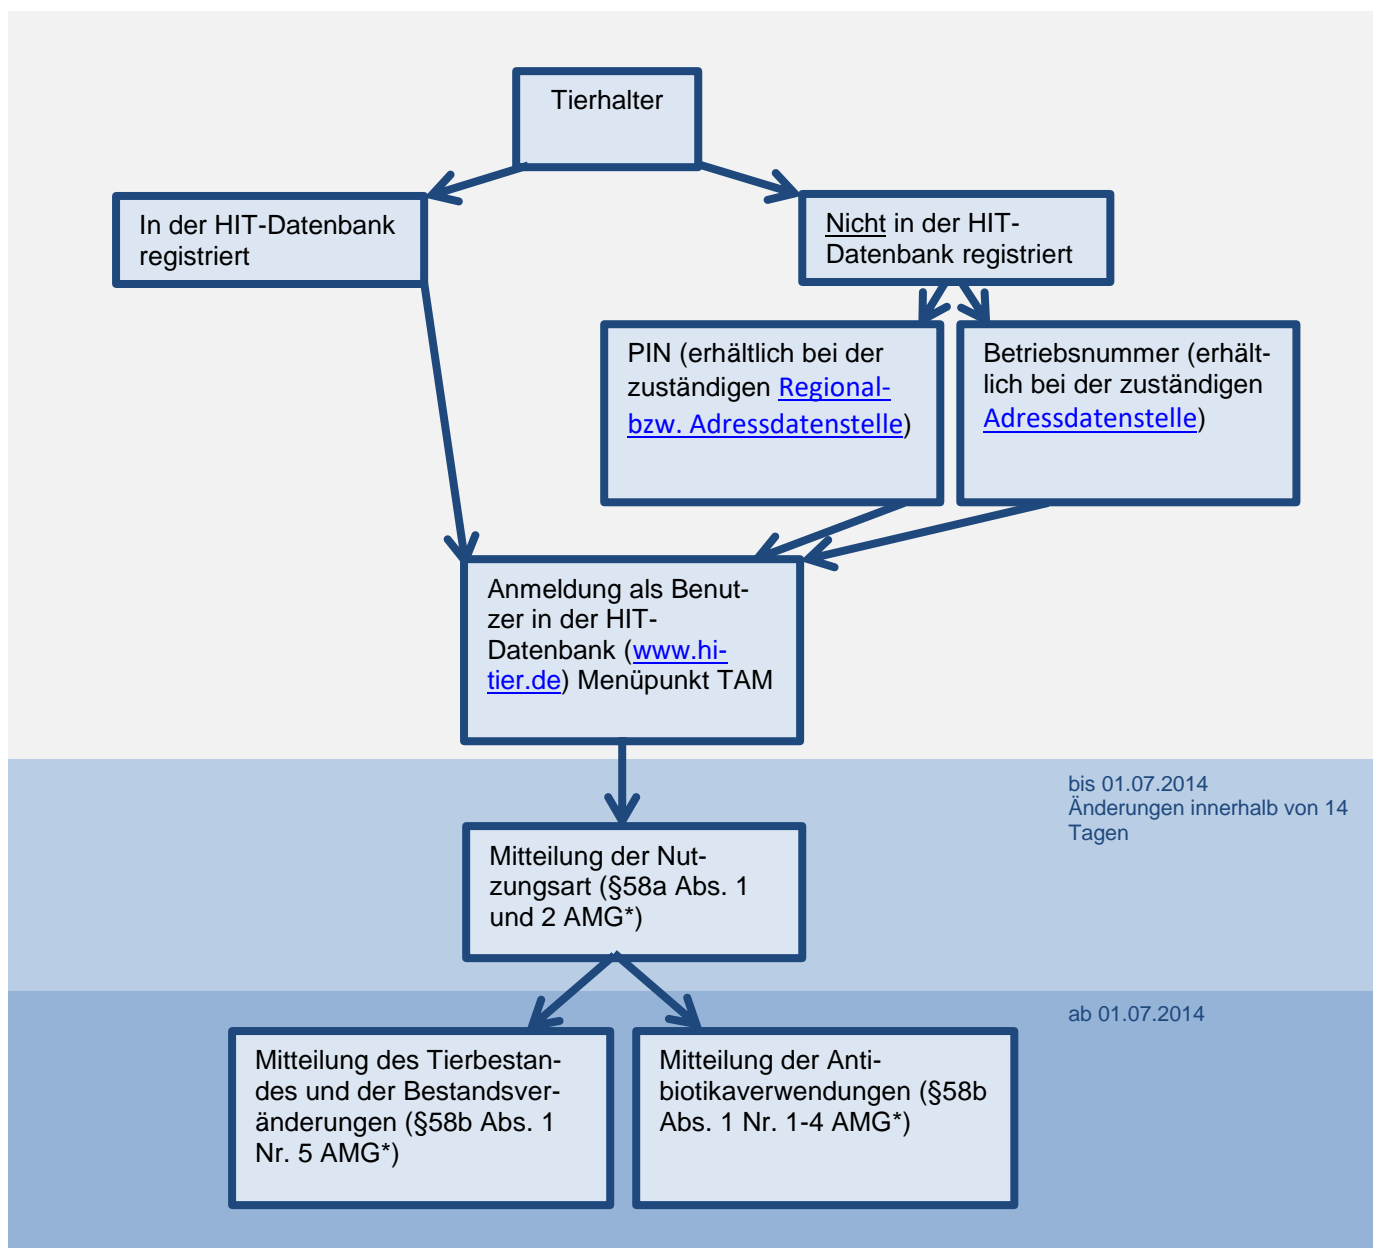 Tierhalter
In der HIT-Datenbank
registriert
Nicht in der HIT-
Datenbank registriert
PIN (erhältlich bei der
zuständigen Regional-
bzw. Adressdatenstelle)
Betriebsnummer (erhält-
lich bei der zuständigen
Adressdatenstelle)
Anmeldung als Benut-
zer in der HIT-
Datenbank (www.hi-
tier.de) Menüpunkt TAM
bis 01.07.2014
Änderungen innerhalb von 14
Tagen
Mitteilung der Nut-
zungsart (§58a Abs. 1
und 2 AMG*)
ab 01.07.2014
Mitteilung des Tierbestan-
des und der Bestandsver-
änderungen (§58b Abs. 1
Nr. 5 AMG*)
Mitteilung der Anti-
biotikaverwendungen (§58b
Abs. 1 Nr. 1-4 AMG*)